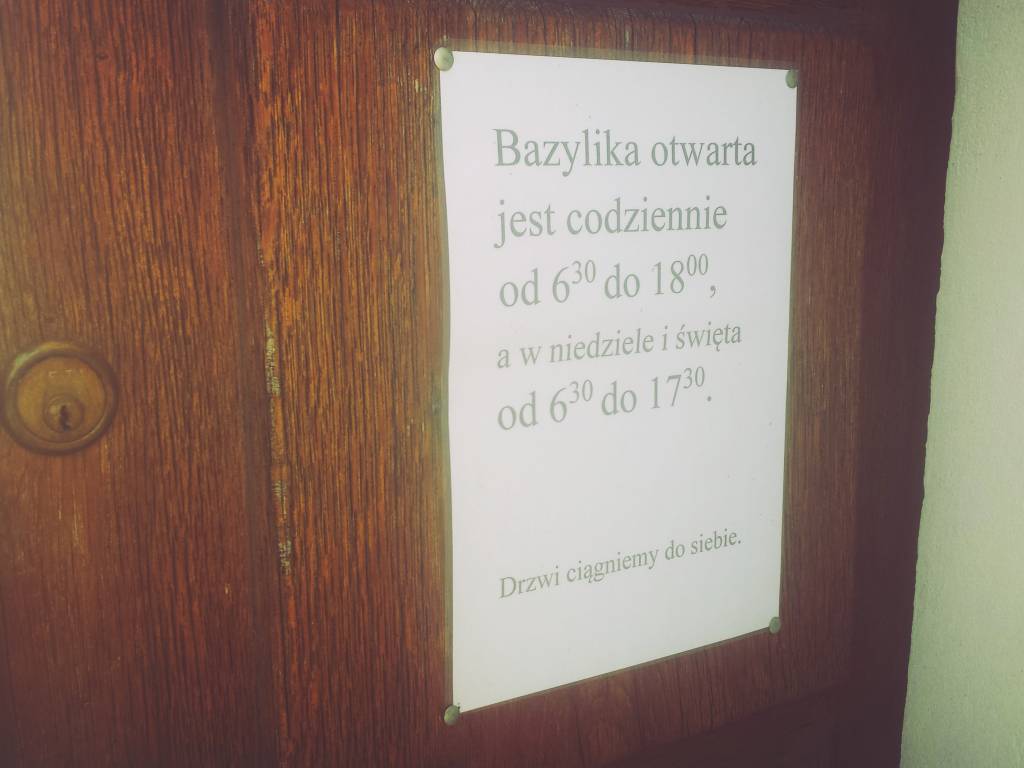 Bazylika otwarta
jest codziennie
od 6³⁰ do 18⁰⁰,
a w niedziele i święta
od 6³⁰ do 17³⁰.
Drzwi ciągniemy do siebie.